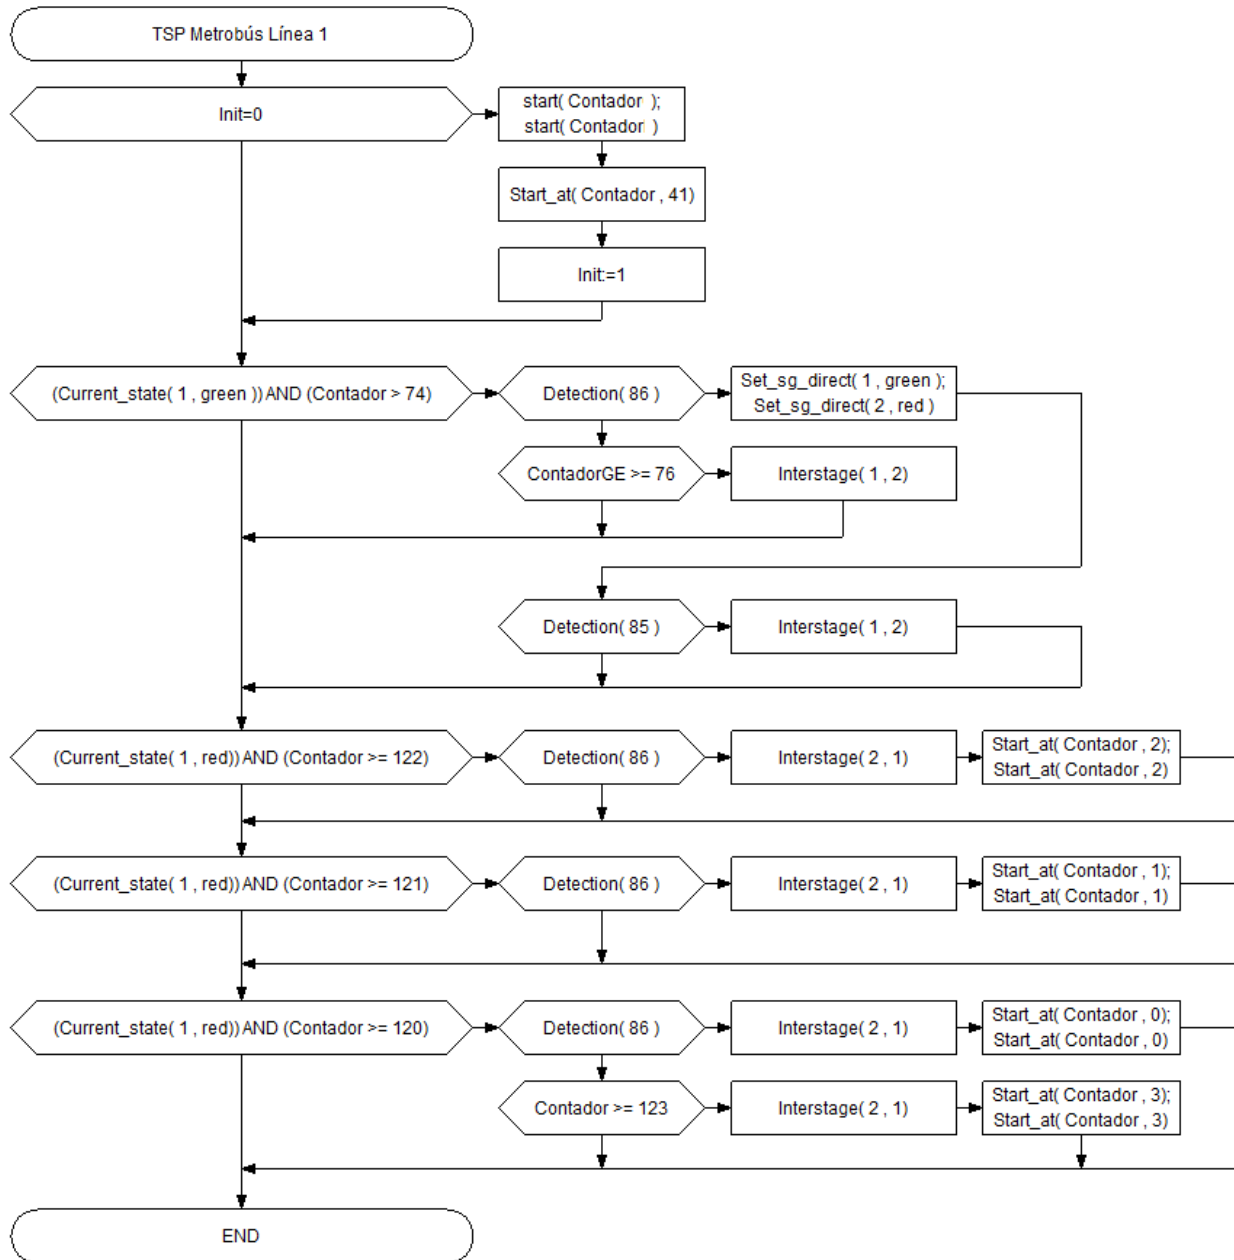 TSP Metrobús Línea 1
Init=0
start( Contador );
start( Contador )
Start_at( Contador , 41)
Init:=1
(Current_state( 1 , green )) AND (Contador > 74)
Detection( 86 )
Set_sg_direct( 1 , green );
Set_sg_direct( 2 , red )
ContadorGE >= 76
Interstage( 1 , 2)
Detection( 85 )
Interstage( 1 , 2)
(Current_state( 1 , red)) AND (Contador >= 122)
Detection( 86 )
Interstage( 2 , 1)
Start_at( Contador , 2);
Start_at( Contador , 2)
(Current_state( 1 , red)) AND (Contador >= 121)
Detection( 86 )
Interstage( 2 , 1)
Start_at( Contador , 1);
Start_at( Contador , 1)
(Current_state( 1 , red)) AND (Contador >= 120)
Detection( 86 )
Interstage( 2 , 1)
Start_at( Contador , 0);
Start_at( Contador , 0)
Contador >= 123
Interstage( 2 , 1)
Start_at( Contador , 3);
Start_at( Contador , 3)
END